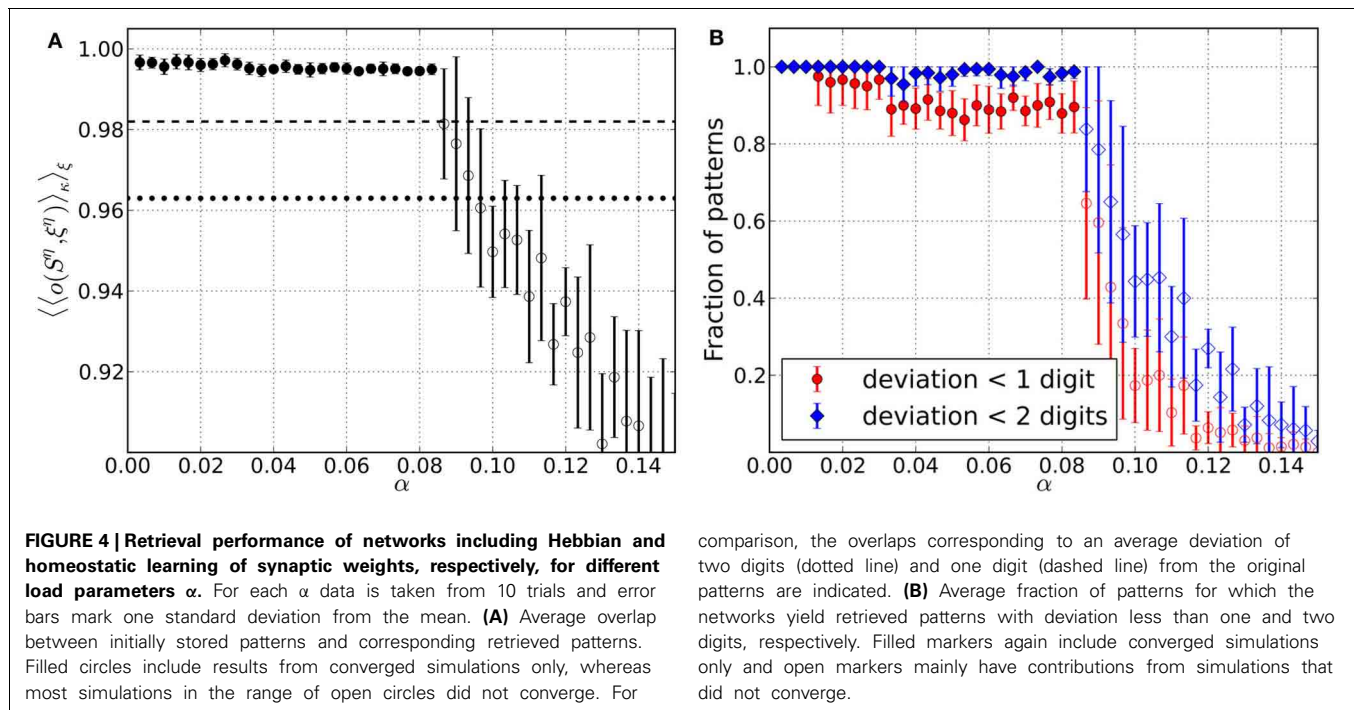 A
1.00
0.98
0.96
0.94
0.92
⟨⟨o(S^η, ξ^η)⟩_κ⟩_ξ
0.00 0.02 0.04 0.06 0.08 0.10 0.12 0.14
α
B
1.0
0.8
0.6
0.4
0.2
Fraction of patterns
deviation < 1 digit
deviation < 2 digits
0.00 0.02 0.04 0.06 0.08 0.10 0.12 0.14
α
FIGURE 4 | Retrieval performance of networks including Hebbian and
homeostatic learning of synaptic weights, respectively, for different
load parameters α. For each α data is taken from 10 trials and error
bars mark one standard deviation from the mean. (A) Average overlap
between initially stored patterns and corresponding retrieved patterns.
Filled circles include results from converged simulations only, whereas
most simulations in the range of open circles did not converge. For
comparison, the overlaps corresponding to an average deviation of
two digits (dotted line) and one digit (dashed line) from the original
patterns are indicated. (B) Average fraction of patterns for which the
networks yield retrieved patterns with deviation less than one and two
digits, respectively. Filled markers again include converged simulations
only and open markers mainly have contributions from simulations that
did not converge.